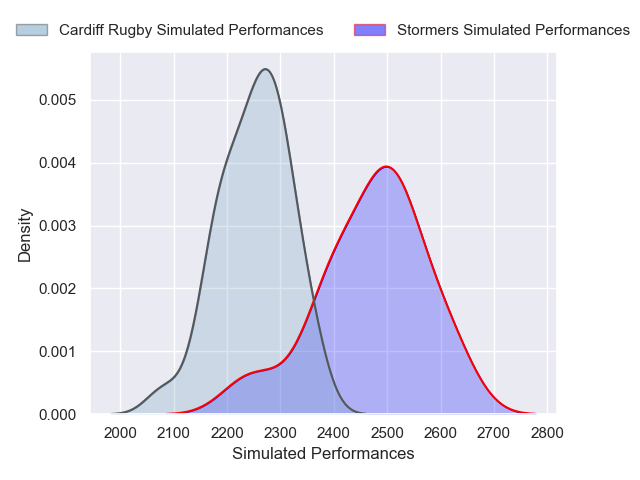 Cardiff Rugby Simulated Performances Stormers Simulated Performances
0.005
0.004
0.003
0.002
0.001
0.000
Density
2000 2100 2200 2300 2400 2500 2600 2700 2800
Simulated Performances